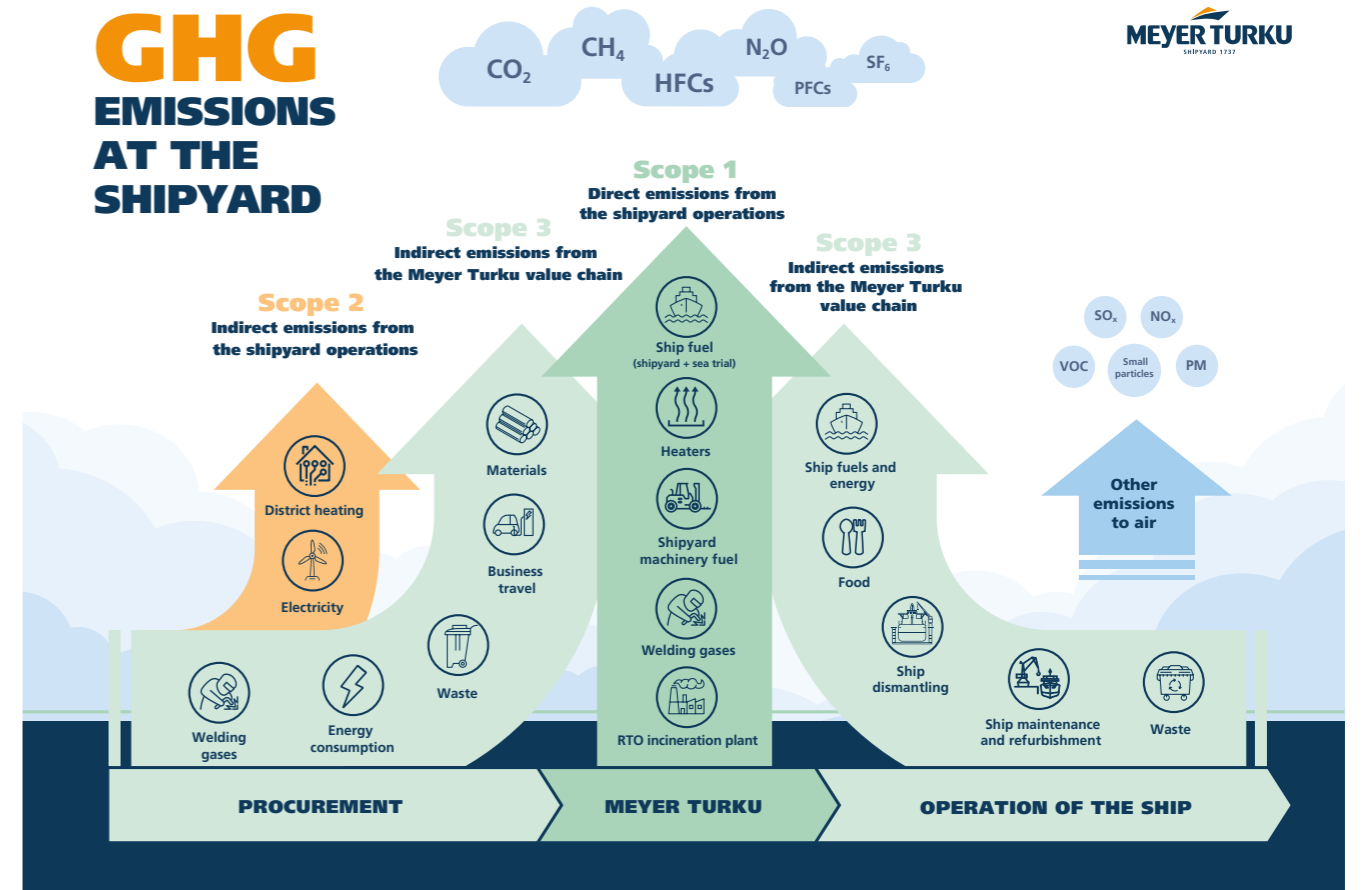 GHG
EMISSIONS
AT THE
SHIPYARD
CO₂
CH₄
HFCs
N₂O
PFCs
SF₆
MEYER TURKU
SHIPYARD 1737
Scope 1
Direct emissions from
the shipyard operations
Scope 3
Indirect emissions from
the Meyer Turku value chain
Scope 3
Indirect emissions
from the Meyer Turku
value chain
Scope 2
Indirect emissions from
the shipyard operations
District heating
Electricity
Materials
Business
travel
Waste
Welding
gases
Energy
consumption
Ship fuel
(shipyard + sea trial)
Heaters
Shipyard
machinery fuel
Welding gases
RTO incineration plant
Ship fuels and
energy
Food
Ship
dismantling
Ship maintenance
and refurbishment
Waste
SOₓ
NOₓ
VOC
Small
particles
PM
Other
emissions
to air
PROCUREMENT
MEYER TURKU
OPERATION OF THE SHIP